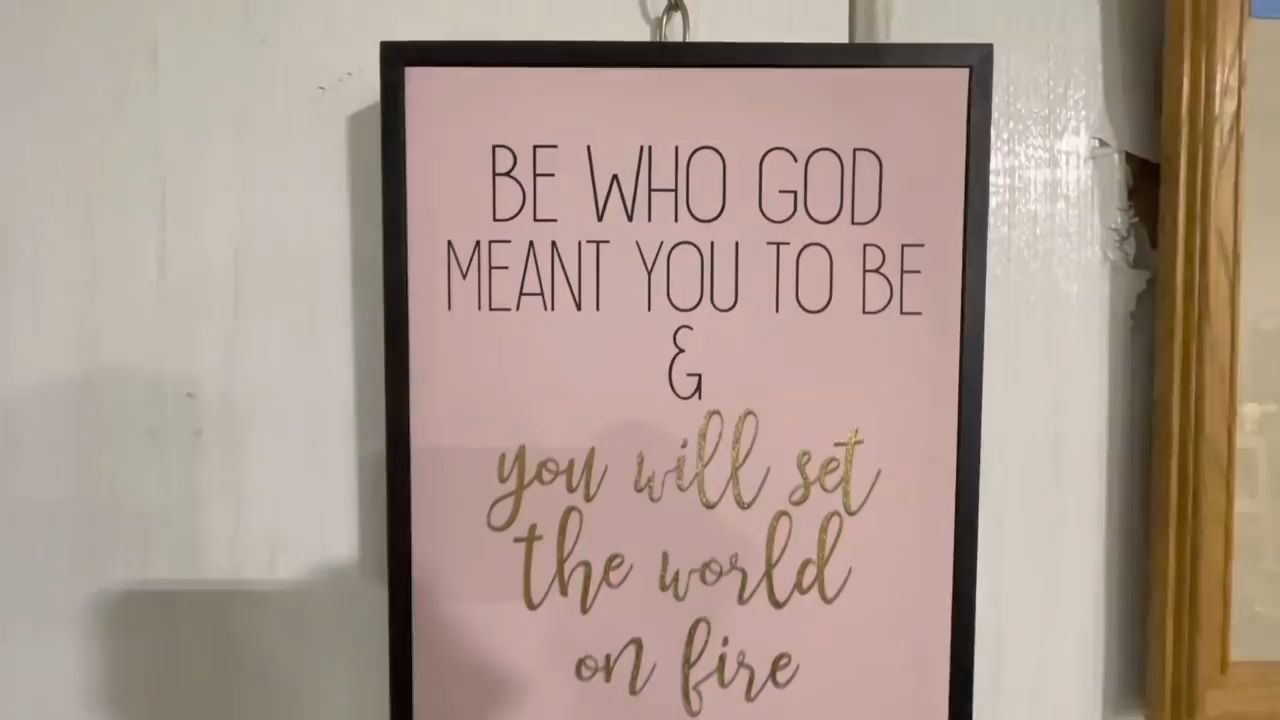 BE WHO GOD
MEANT YOU TO BE
&
you will set
the world
on fire